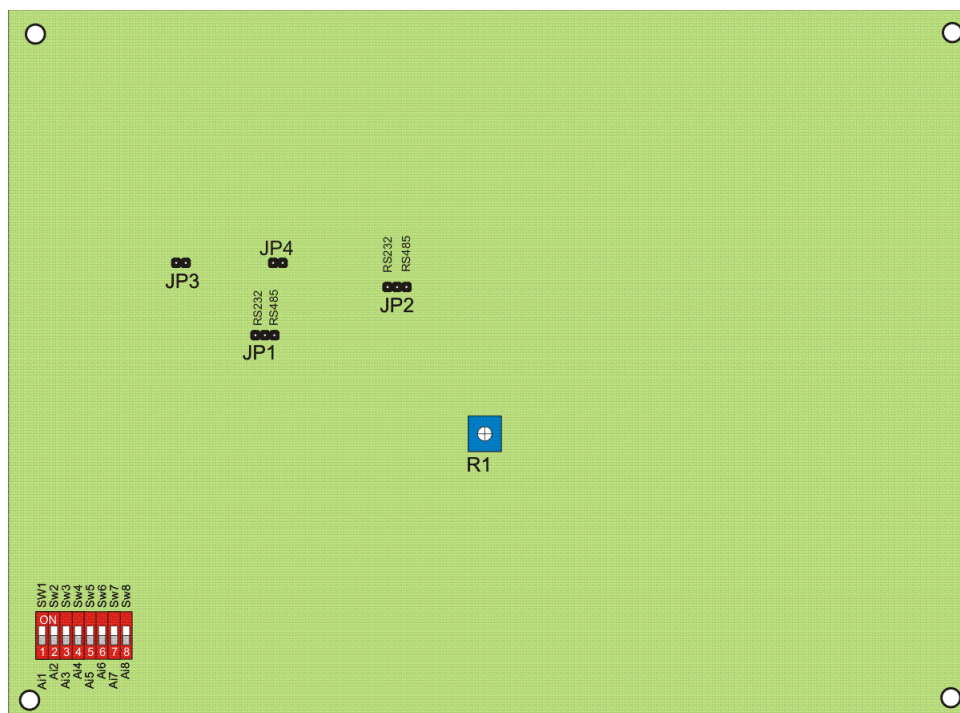 JP4
JP3
RS232
RS485
JP2
RS232
RS485
JP1
R1
SW1
Sw2
Sw3
Sw4
Sw5
Sw6
Sw7
Sw8
ON
1 2 3 4 5 6 7 8
Ai1
Ai2
Ai3
Ai4
Ai5
Ai6
Ai7
Ai8